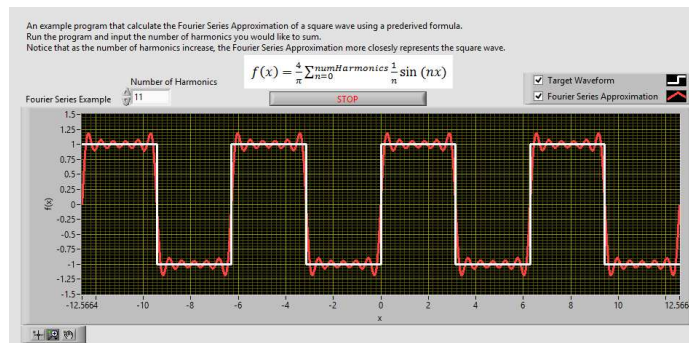 An example program that calculate the Fourier Series Approximation of a square wave using a prederived formula.
Run the program and input the number of harmonics you would like to sum.
Notice that as the number of harmonics increase, the Fourier Series Approximation more closesly represents the square wave.
f(x) = 4/π ∑ numHarmonics n=0 1/n sin (nx)
Number of Harmonics
Fourier Series Example
11
STOP
Target Waveform
Fourier Series Approximation
1.5
1.25
1
0.75
0.5
0.25
0
-0.25
-0.5
-0.75
-1
-1.25
-1.5
f(x)
-12.5664 -10 -8 -6 -4 -2 0 2 4 6 8 10 12.566
x